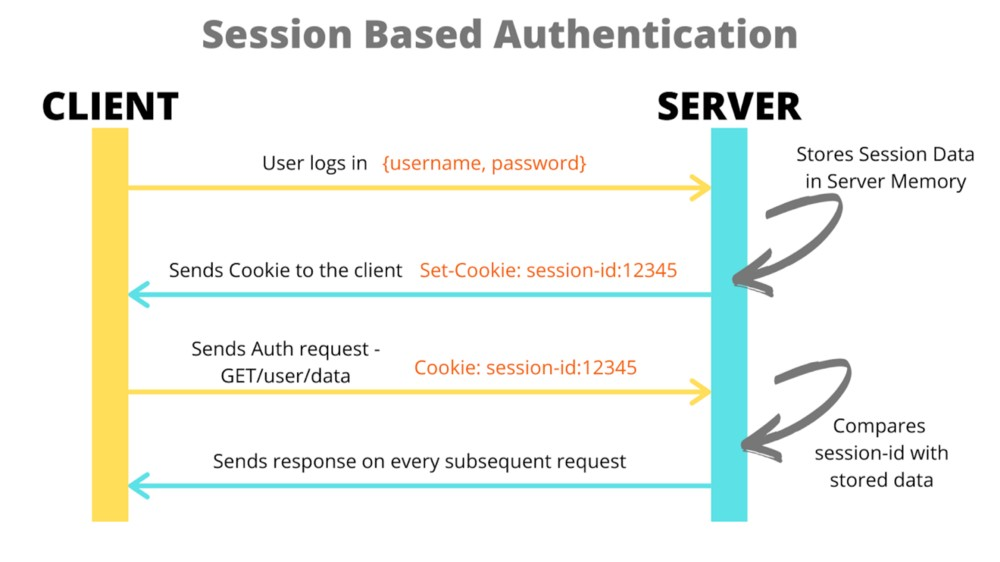 Session Based Authentication
CLIENT
SERVER
User logs in {username, password}
Stores Session Data
in Server Memory
Sends Cookie to the client Set-Cookie: session-id:12345
Sends Auth request -
GET/user/data
Cookie: session-id:12345
Compares
session-id with
stored data
Sends response on every subsequent request